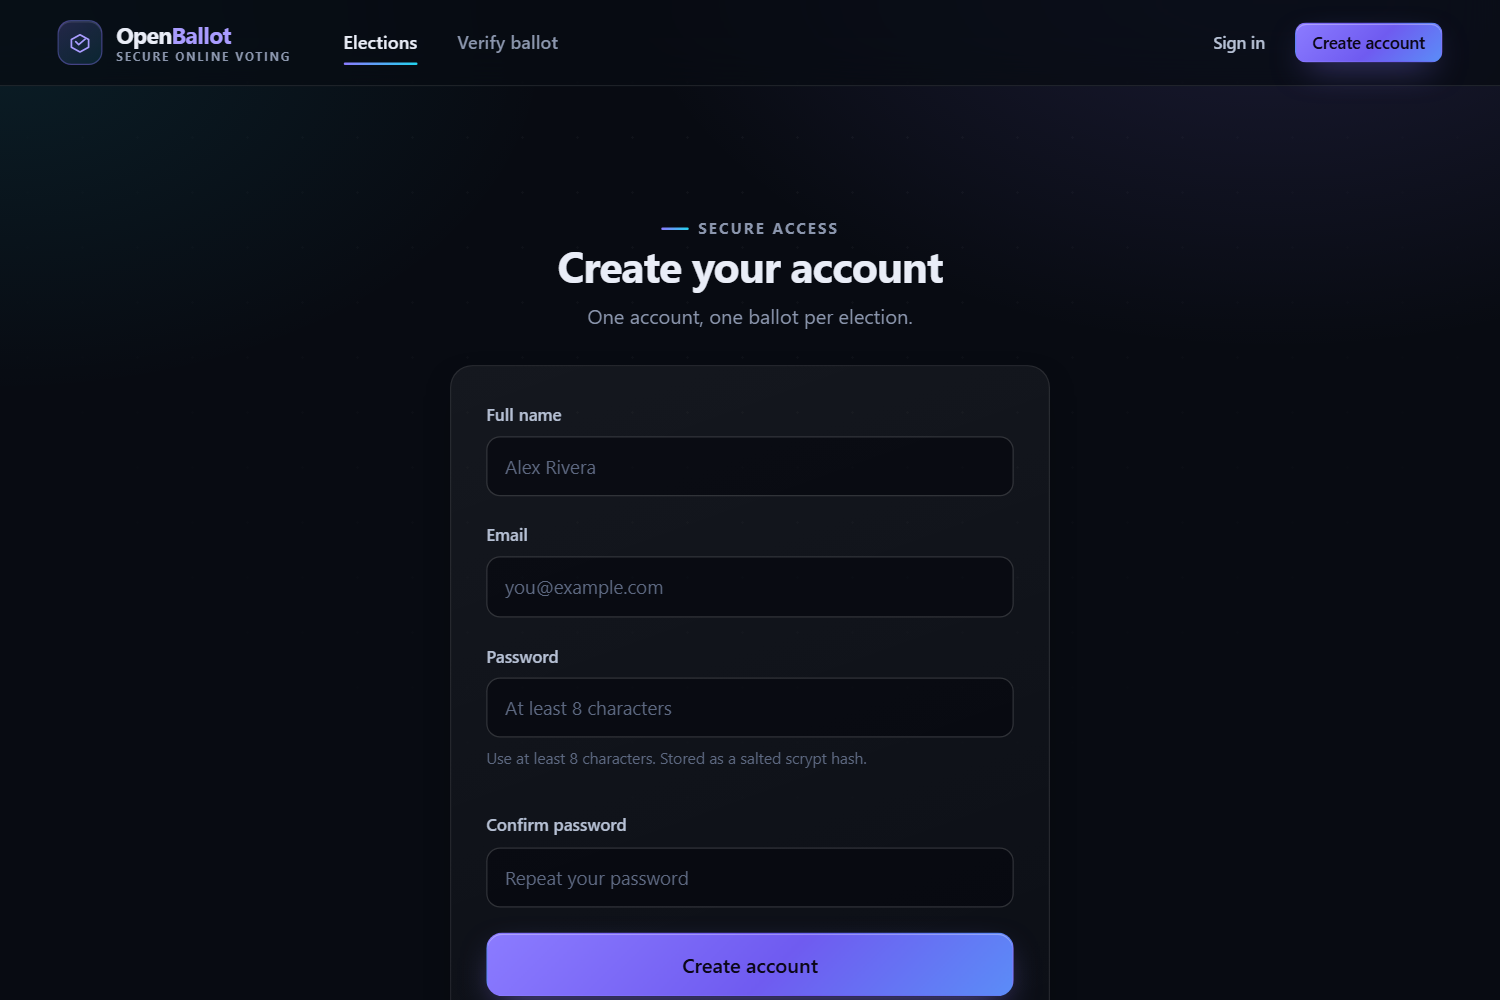 OpenBallot
SECURE ONLINE VOTING
Elections
Verify ballot
Sign in
Create account
SECURE ACCESS
Create your account
One account, one ballot per election.
Full name
Alex Rivera
Email
you@example.com
Password
At least 8 characters
Use at least 8 characters. Stored as a salted scrypt hash.
Confirm password
Repeat your password
Create account